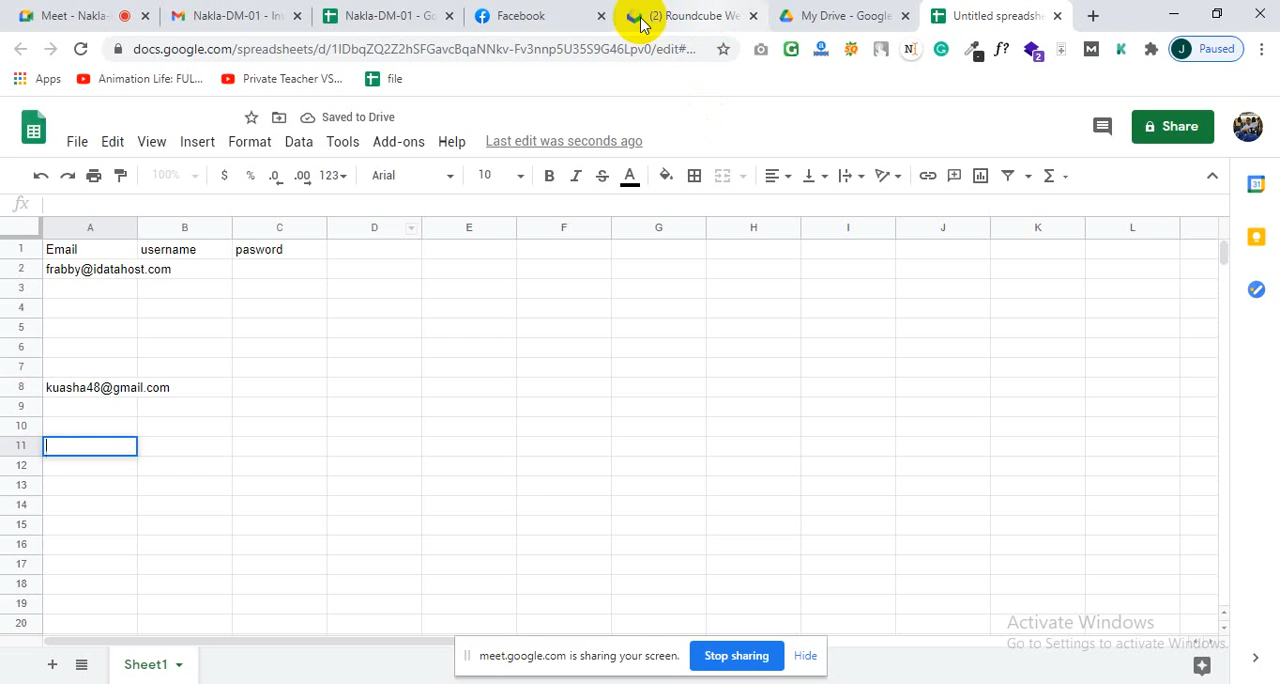 Meet - Nakla-
Nakla-DM-01 - In
Nakla-DM-01 - Go
Facebook
(2) Roundcube We
My Drive - Google
Untitled spreadshe
docs.google.com/spreadsheets/d/1IDbqZQ2Z2hSFGavcBqaNNkv-Fv3nnp5U35S9G46Lpv0/edit#...
Paused
Apps
Animation Life: FUL...
Private Teacher VS...
file
Saved to Drive
File Edit View Insert Format Data Tools Add-ons Help Last edit was seconds ago
Share
100% $ % .0 .00 123 Arial 10 B I S A
fx
A B C D E F G H I J K L
1 Email username pasword
2 frabby@idatahost.com
3
4
5
6
7
8 kuasha48@gmail.com
9
10
11
12
13
14
15
16
17
18
19
20
Activate Windows
Go to Settings to activate Windows.
meet.google.com is sharing your screen. Stop sharing Hide
Sheet1